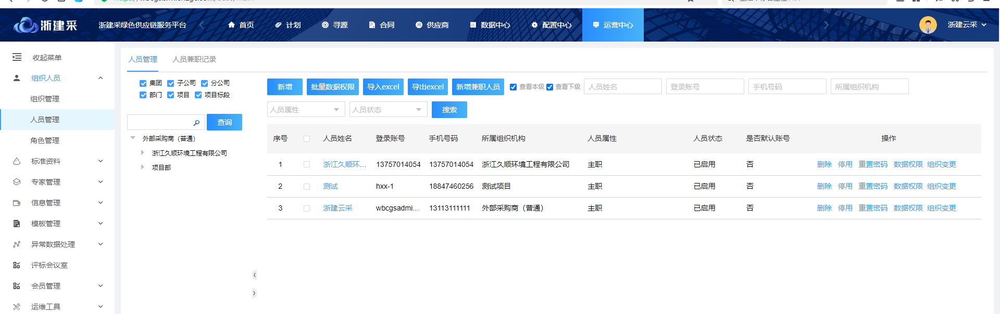 浙建采
浙建采绿色供应链服务平台
首页
计划
寻源
合同
供应商
数据中心
配置中心
运营中心
浙建云采
收起菜单
组织人员
组织管理
人员管理
角色管理
标准资料
专家管理
信息管理
模板管理
异常数据处理
评标会议室
会员管理
运维工具
人员管理
人员兼职记录
集团 子公司 分公司
部门 项目 项目标段
查询
外部采购商（普通）
浙江久顺环境工程有限公司
项目部
新增 批量数据权限 导入excel 导出excel 新增兼职人员 查看本级 查看下级 人员姓名 登录账号 手机号码 所属组织机构
人员属性 人员状态 搜索
序号 人员姓名 登录账号 手机号码 所属组织机构 人员属性 人员状态 是否默认账号 操作
1 浙江久顺环... 13757014054 13757014054 浙江久顺环境工程有限公司 主职 已启用 否 删除 停用 重置密码 数据权限 组织变更
2 测试 hxx-1 18847460256 测试项目 主职 已启用 否 删除 停用 重置密码 数据权限 组织变更
3 浙建云采 wbcgsadmi... 13113111111 外部采购商（普通） 主职 已启用 否 删除 停用 重置密码 数据权限 组织变更